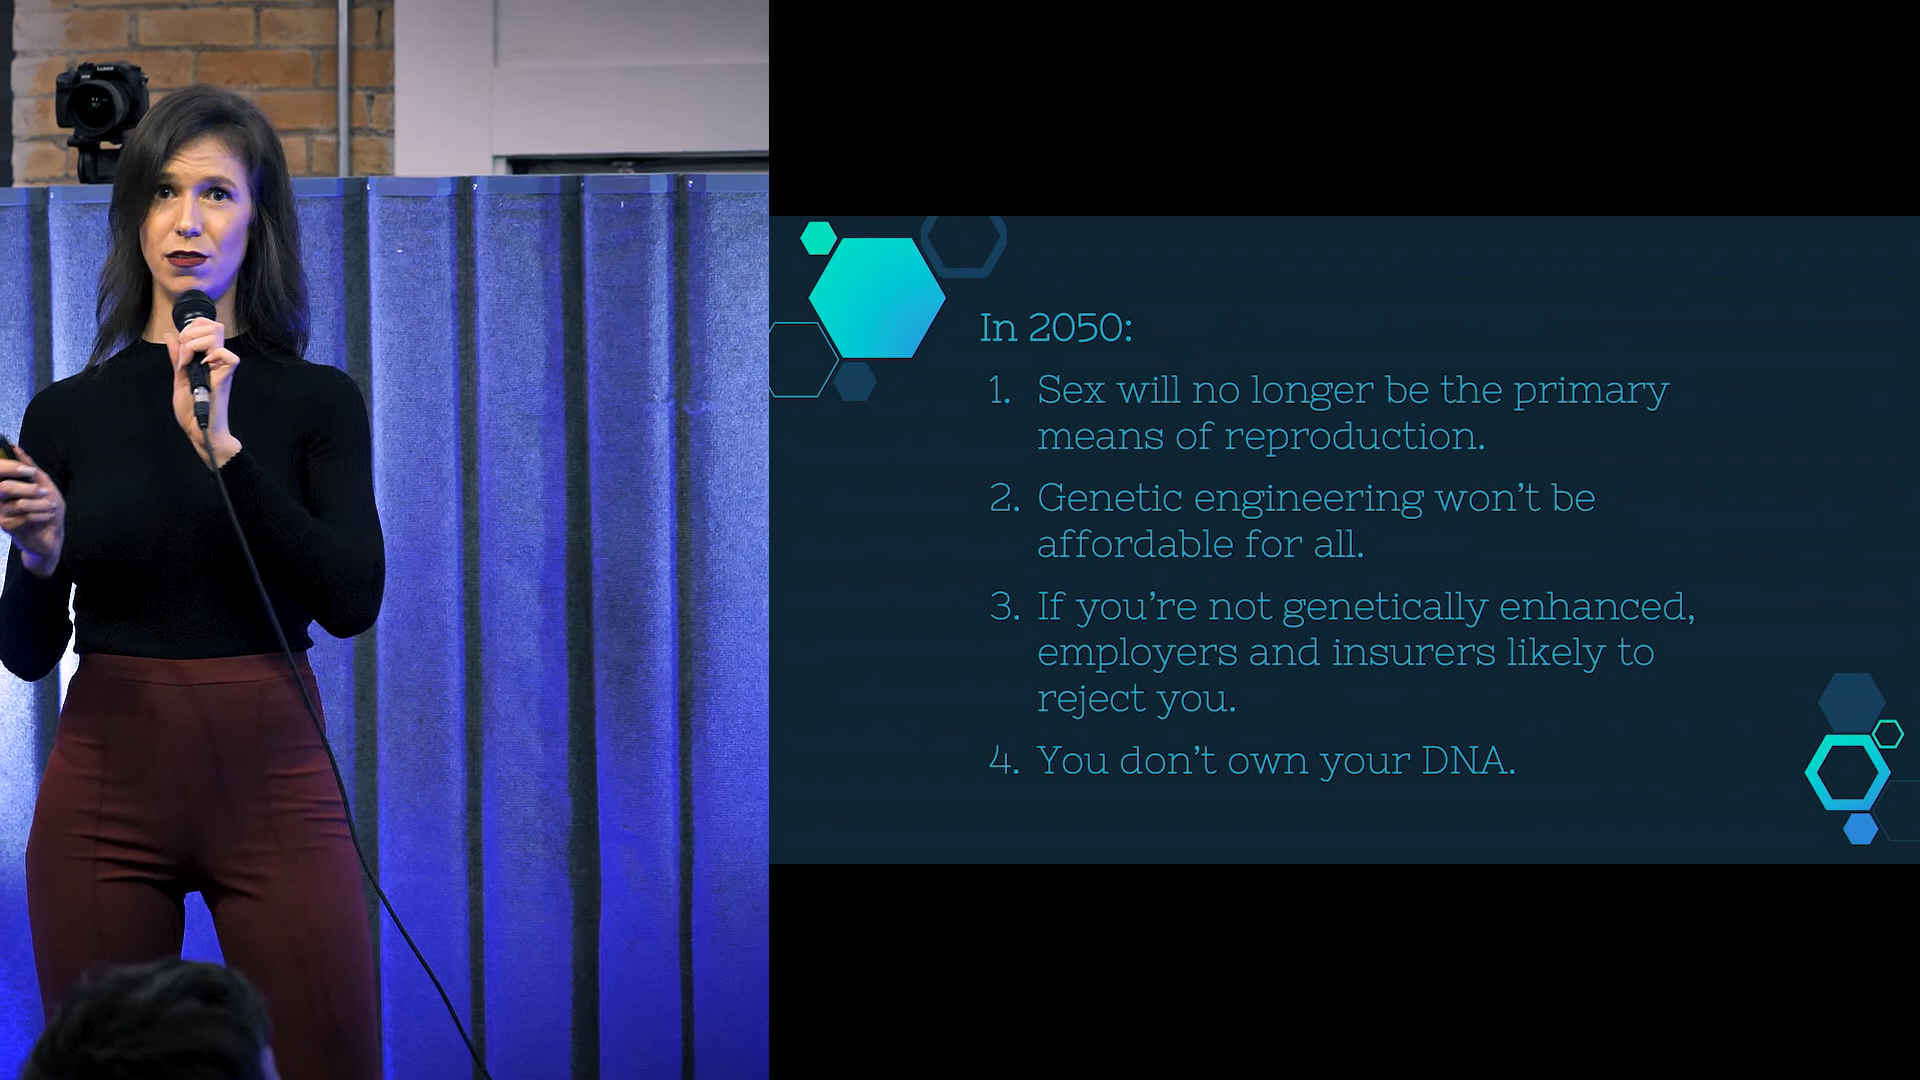 LUMIX
In 2050:
1. Sex will no longer be the primary
means of reproduction.
2. Genetic engineering won't be
affordable for all.
3. If you're not genetically enhanced,
employers and insurers likely to
reject you.
4. You don't own your DNA.